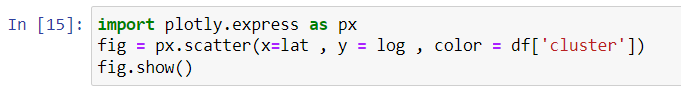 In [15]: import plotly.express as px
fig = px.scatter(x=lat , y = log , color = df['cluster'])
fig.show()